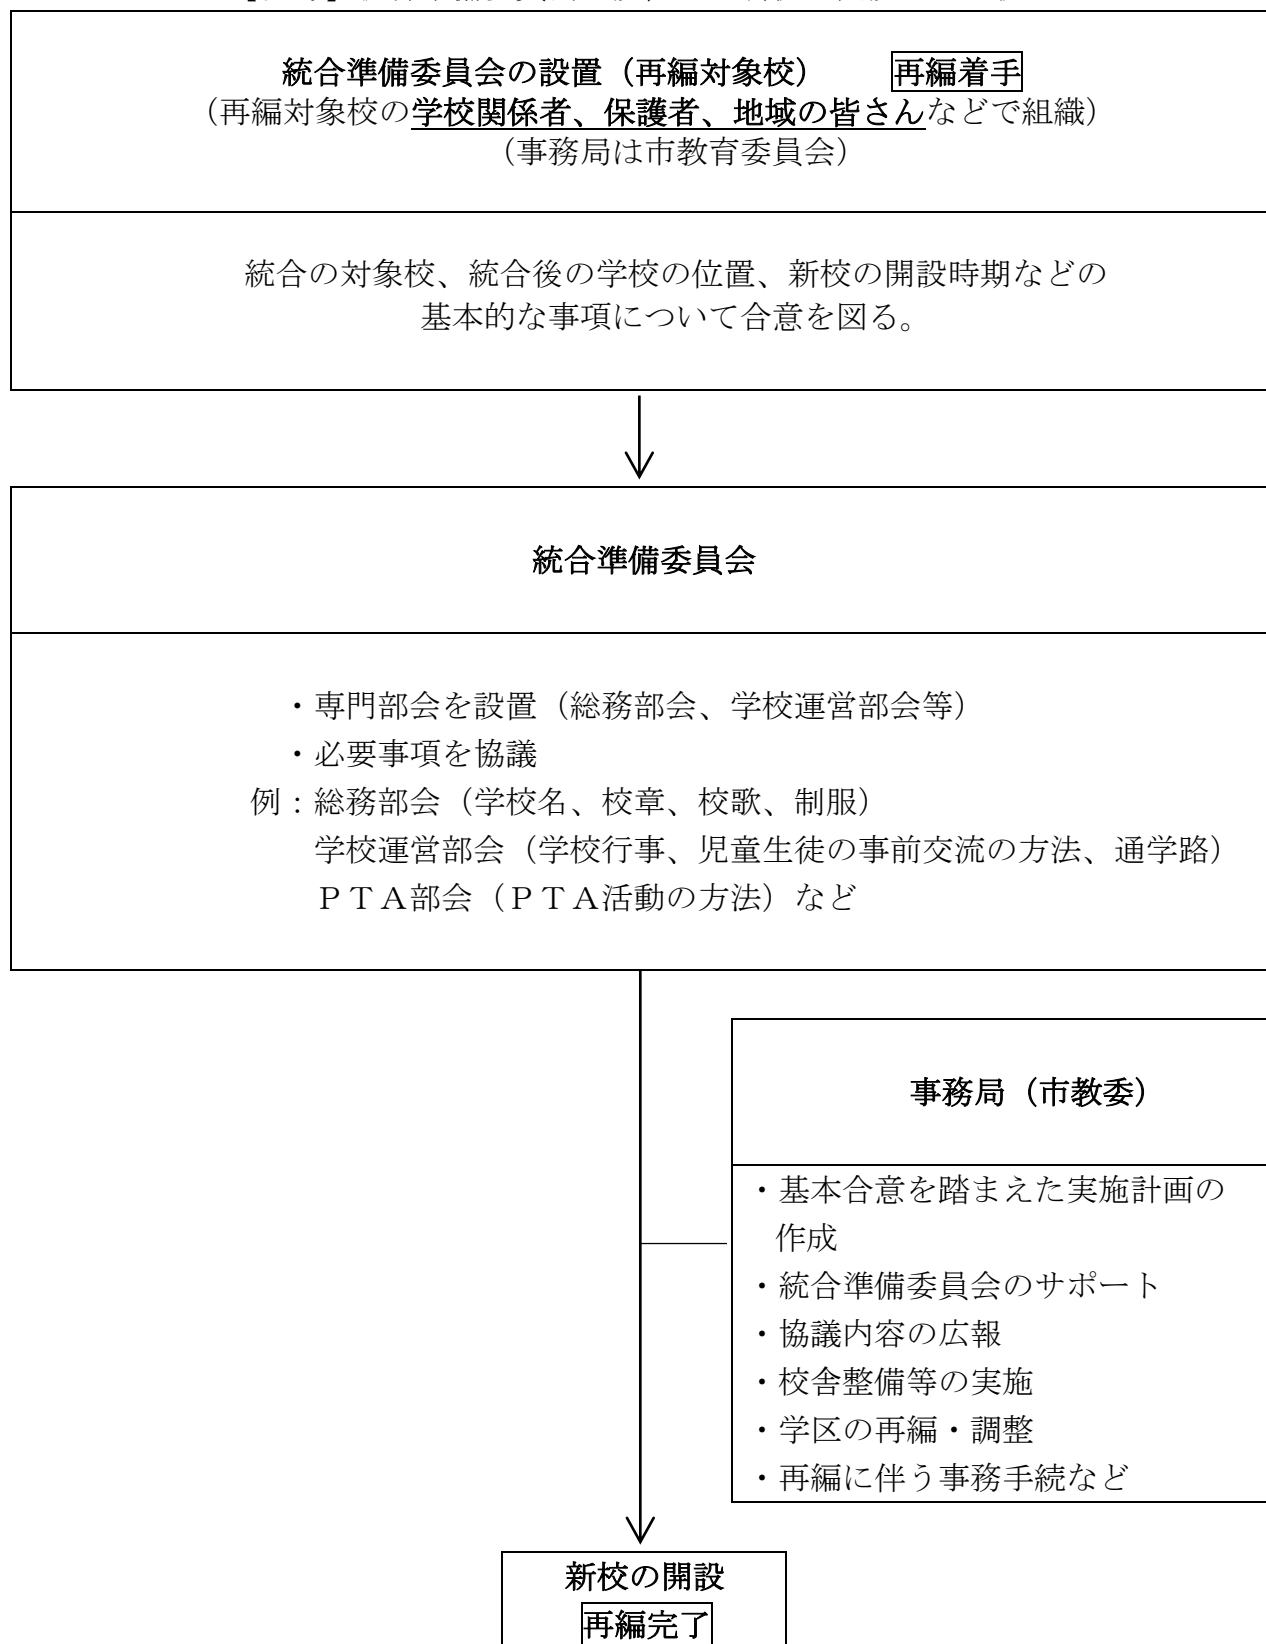 統合準備委員会の設置（再編対象校） 再編着手
（再編対象校の学校関係者、保護者、地域の皆さんなどで組織）
（事務局は市教育委員会）
統合の対象校、統合後の学校の位置、新校の開設時期などの
基本的な事項について合意を図る。
統合準備委員会
・専門部会を設置（総務部会、学校運営部会等）
・必要事項を協議
例：総務部会（学校名、校章、校歌、制服）
学校運営部会（学校行事、児童生徒の事前交流の方法、通学路）
ＰＴＡ部会（ＰＴＡ活動の方法）など
事務局（市教委）
・基本合意を踏まえた実施計画の
作成
・統合準備委員会のサポート
・協議内容の広報
・校舎整備等の実施
・学区の再編・調整
・再編に伴う事務手続など
新校の開設
再編完了